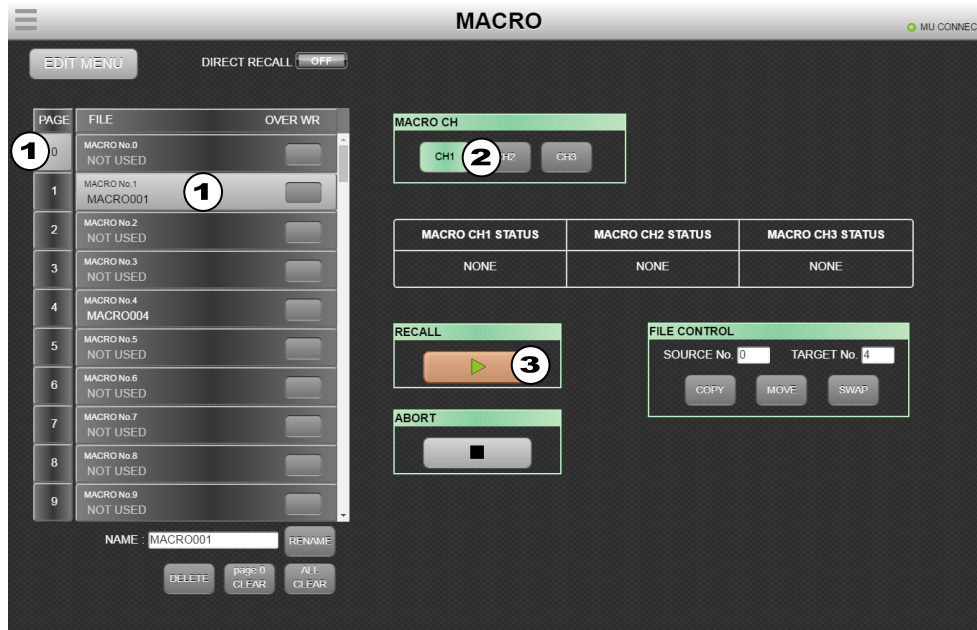 MACRO
MU CONNEC
EDIT MENU
DIRECT RECALL OFF
PAGE FILE OVER WR
1 0 MACRO No.0
NOT USED
1 MACRO No.1
MACRO001 1
2 MACRO No.2
NOT USED
3 MACRO No.3
NOT USED
4 MACRO No.4
MACRO004
5 MACRO No.5
NOT USED
6 MACRO No.6
NOT USED
7 MACRO No.7
NOT USED
8 MACRO No.8
NOT USED
9 MACRO No.9
NOT USED
NAME : MACRO001 RENAME
DELETE page 0 CLEAR ALL CLEAR
MACRO CH
CH1 2 H2 CH3
MACRO CH1 STATUS MACRO CH2 STATUS MACRO CH3 STATUS
NONE NONE NONE
RECALL
3
ABORT
FILE CONTROL
SOURCE No. 0 TARGET No. 4
COPY MOVE SWAP